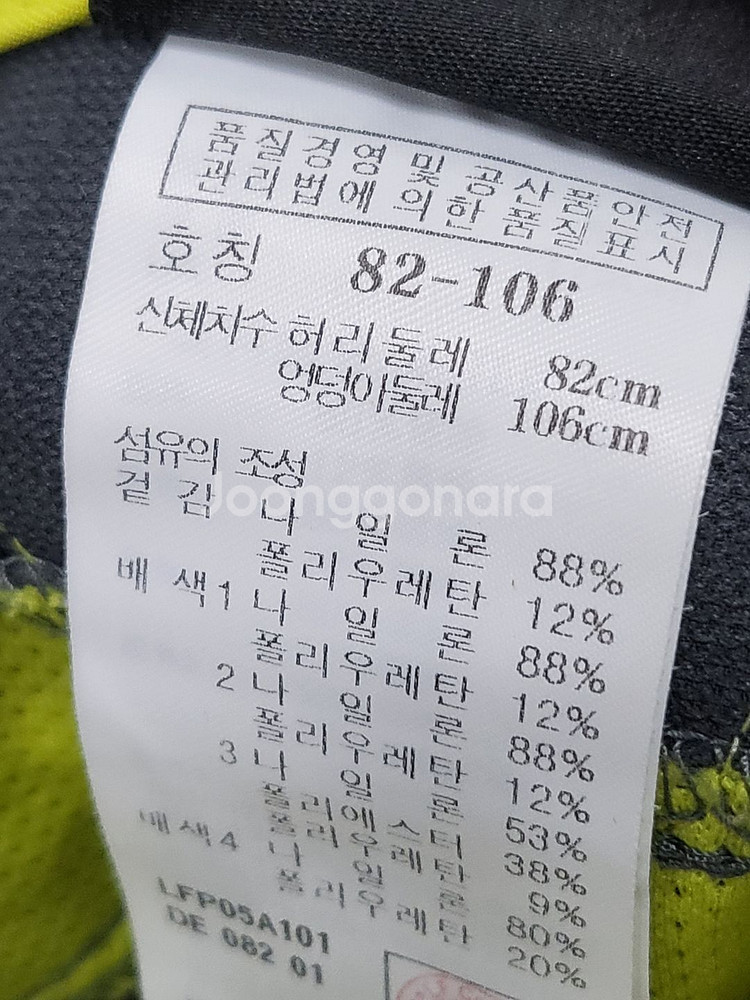 품질경영 및 공산품안전
관리법에 의한 품질표시
호칭 82-106
신체치수 허리둘레 82cm
엉덩이둘레 106cm
섬유의 조성
겉감 나일론 88%
폴리우레탄 12%
배색1 나일론 88%
폴리우레탄 12%
2 나일론 88%
폴리우레탄 12%
3 나일론 53%
폴리에스터 38%
폴리우레탄 9%
배색4 나일론 80%
폴리우레탄 20%
LFP05A101
DE 082 01
Joonggonara